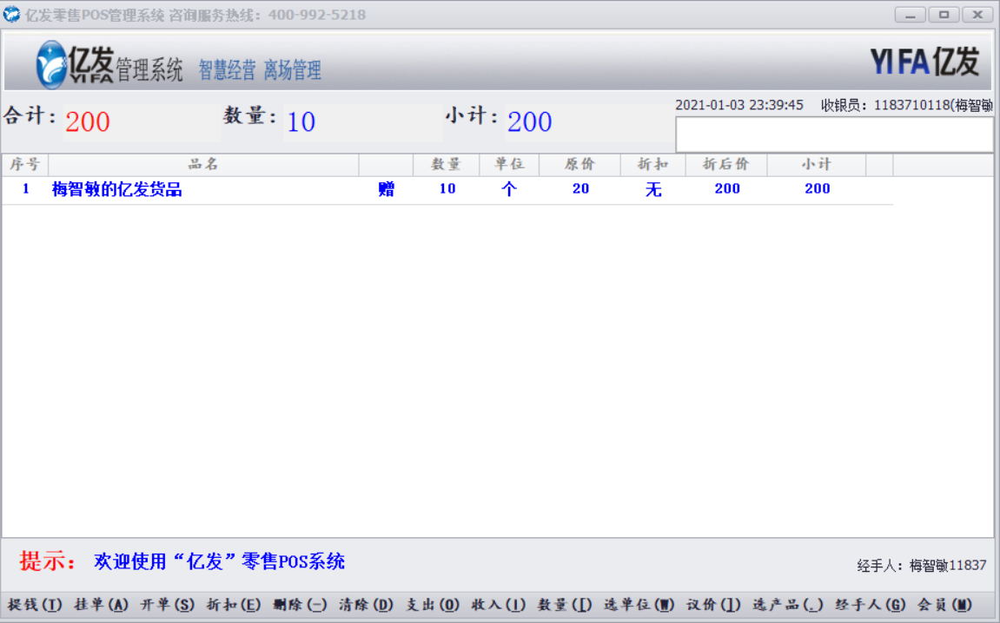 亿发零售POS管理系统 咨询服务热线：400-992-5218
亿发 YIFA 管理系统 智慧经营 离场管理 YI FA 亿发
合计：200 数量：10 小计：200 2021-01-03 23:39:45 收银员：1183710118(梅智敏
序号 品名 数量 单位 原价 折扣 折后价 小计
1 梅智敏的亿发货品 赠 10 个 20 无 200 200
提示： 欢迎使用“亿发”零售POS系统
经手人：梅智敏11837
提钱(T) 挂单(A) 开单(S) 折扣(E) 删除(-) 清除(D) 支出(O) 收入(I) 数量([) 选单位(W) 议价(]) 选产品(.) 经手人(G) 会员(M)